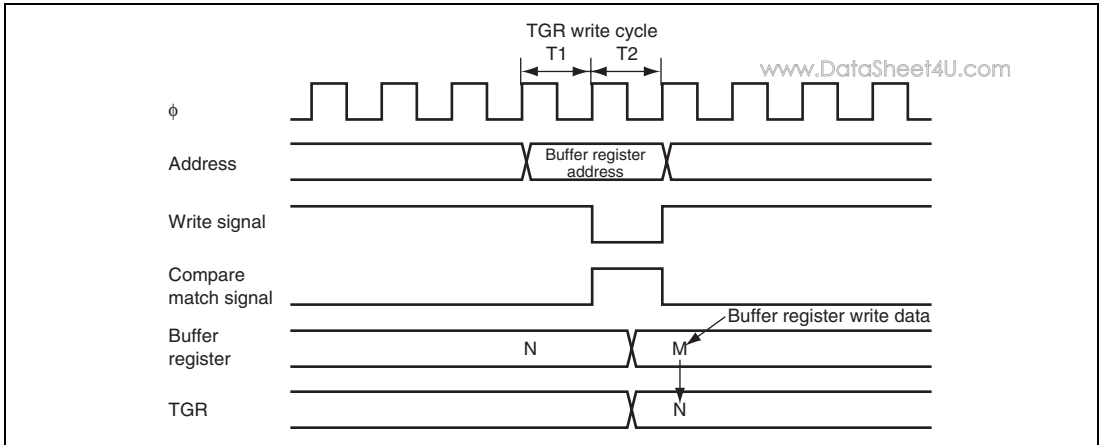 TGR write cycle
T1
T2
www.DataSheet4U.com
φ
Address
Buffer register
address
Write signal
Compare
match signal
Buffer register write data
Buffer
register
N
M
TGR
N